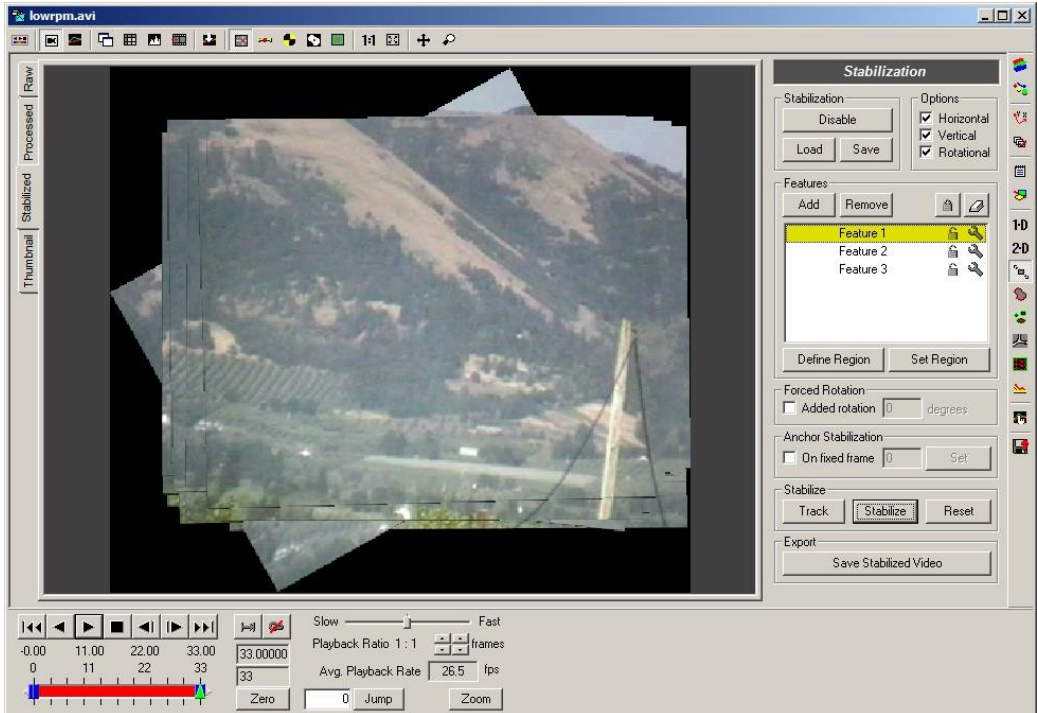 lowrpm.avi
1:1
Raw
Processed
Stabilized
Thumbnail
Stabilization
Stabilization
Disable
Load Save
Options
Horizontal
Vertical
Rotational
Features
Add Remove
Feature 1
Feature 2
Feature 3
Define Region Set Region
Forced Rotation
Added rotation 0 degrees
Anchor Stabilization
On fixed frame 0 Set
Stabilize
Track Stabilize Reset
Export
Save Stabilized Video
1-D
2-D
-0.00 11.00 22.00 33.00
0 11 22 33
33.00000
33
Zero
Slow Fast
Playback Ratio 1 : 1 frames
Avg. Playback Rate 26.5 fps
0 Jump Zoom